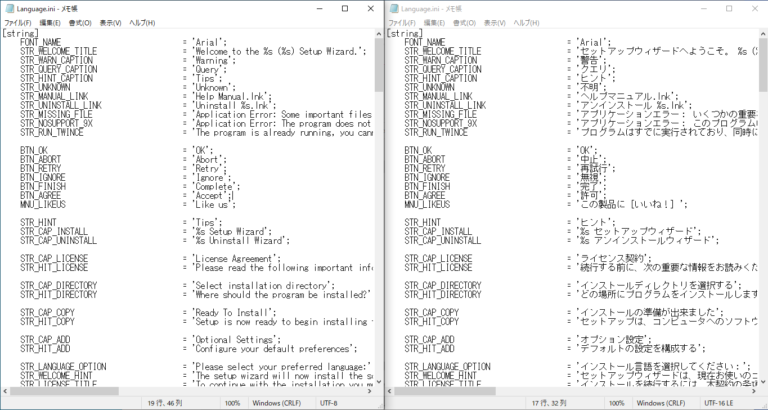 Language.ini - メモ帳
ファイル(F) 編集(E) 書式(O) 表示(V) ヘルプ(H)
[string]
FONT_NAME = 'Arial';
STR_WELCOME_TITLE = 'Welcome to the %s (%s) Setup Wizard.';
STR_WARN_CAPTION = 'Warning';
STR_QUERY_CAPTION = 'Query';
STR_HINT_CAPTION = 'Tips';
STR_UNKNOWN = 'Unknown';
STR_MANUAL_LINK = 'Help Manual.lnk';
STR_UNINSTALL_LINK = 'Uninstall %s.lnk';
STR_MISSING_FILE = 'Application Error: Some important files
STR_NOSUPPORT_9X = 'Application Error: The program does not
STR_RUN_TWINCE = 'The program is already running, you can
BTN_OK = 'OK';
BTN_ABORT = 'Abort';
BTN_RETRY = 'Retry';
BTN_IGNORE = 'Ignore';
BTN_FINISH = 'Complete';
BTN_AGREE = 'Accept';
MNU_LIKEUS = 'Like us';
STR_HINT = 'Tips';
STR_CAP_INSTALL = '%s Setup Wizard';
STR_CAP_UNINSTALL = '%s Uninstall Wizard';
STR_CAP_LICENSE = 'License Agreement';
STR_HIT_LICENSE = 'Please read the following important
STR_CAP_DIRECTORY = 'Select installation directory';
STR_HIT_DIRECTORY = 'Where should the program be installed?'
STR_CAP_COPY = 'Ready To Install';
STR_HIT_COPY = 'Setup is now ready to begin installing
STR_CAP_ADD = 'Optional Settings';
STR_HIT_ADD = 'Configure your default preferences';
STR_LANGUAGE_OPTION = 'Please select your preferred language:'
STR_WELCOME_HINT = 'The setup wizard will now install the
STR_LICENSE_TITLE = 'To continue with the installation you
19 行、46 列 100% Windows (CRLF) UTF-8
Language.ini - メモ帳
ファイル(F) 編集(E) 書式(O) 表示(V) ヘルプ(H)
[string]
FONT_NAME = 'Arial';
STR_WELCOME_TITLE = 'セットアップウィザードへようこそ。 %s
STR_WARN_CAPTION = '警告';
STR_QUERY_CAPTION = 'クエリ';
STR_HINT_CAPTION = 'ヒント';
STR_UNKNOWN = '不明';
STR_MANUAL_LINK = 'ヘルプマニュアル.lnk';
STR_UNINSTALL_LINK = 'アンインストール %s.lnk';
STR_MISSING_FILE = 'アプリケーションエラー: いくつかの重要
STR_NOSUPPORT_9X = 'アプリケーションエラー: このプログラム
STR_RUN_TWINCE = 'プログラムはすでに実行されており、同時に
BTN_OK = 'OK';
BTN_ABORT = '中止';
BTN_RETRY = '再試行';
BTN_IGNORE = '無視';
BTN_FINISH = '完了';
BTN_AGREE = '許可';
MNU_LIKEUS = 'この製品に [いいね!] ';
STR_HINT = 'ヒント';
STR_CAP_INSTALL = '%s セットアップウィザード';
STR_CAP_UNINSTALL = '%s アンインストールウィザード';
STR_CAP_LICENSE = 'ライセンス契約';
STR_HIT_LICENSE = '続行する前に、次の重要な情報をお読みくだ
STR_CAP_DIRECTORY = 'インストールディレクトリを選択する';
STR_HIT_DIRECTORY = 'どの場所にプログラムをインストールします
STR_CAP_COPY = 'インストールの準備が出来ました';
STR_HIT_COPY = 'セットアップは、コンピュータへのソフトウ
STR_CAP_ADD = 'オプション設定';
STR_HIT_ADD = 'デフォルトの設定を構成する';
STR_LANGUAGE_OPTION = 'インストール言語を選択してください:';
STR_WELCOME_HINT = 'セットアップウィザードは、現在お使いのコ
STR_LICENSE_TITLE = 'インストールを続行するには、本契約の条
17 行、32 列 100% Windows (CRLF) UTF-16 LE